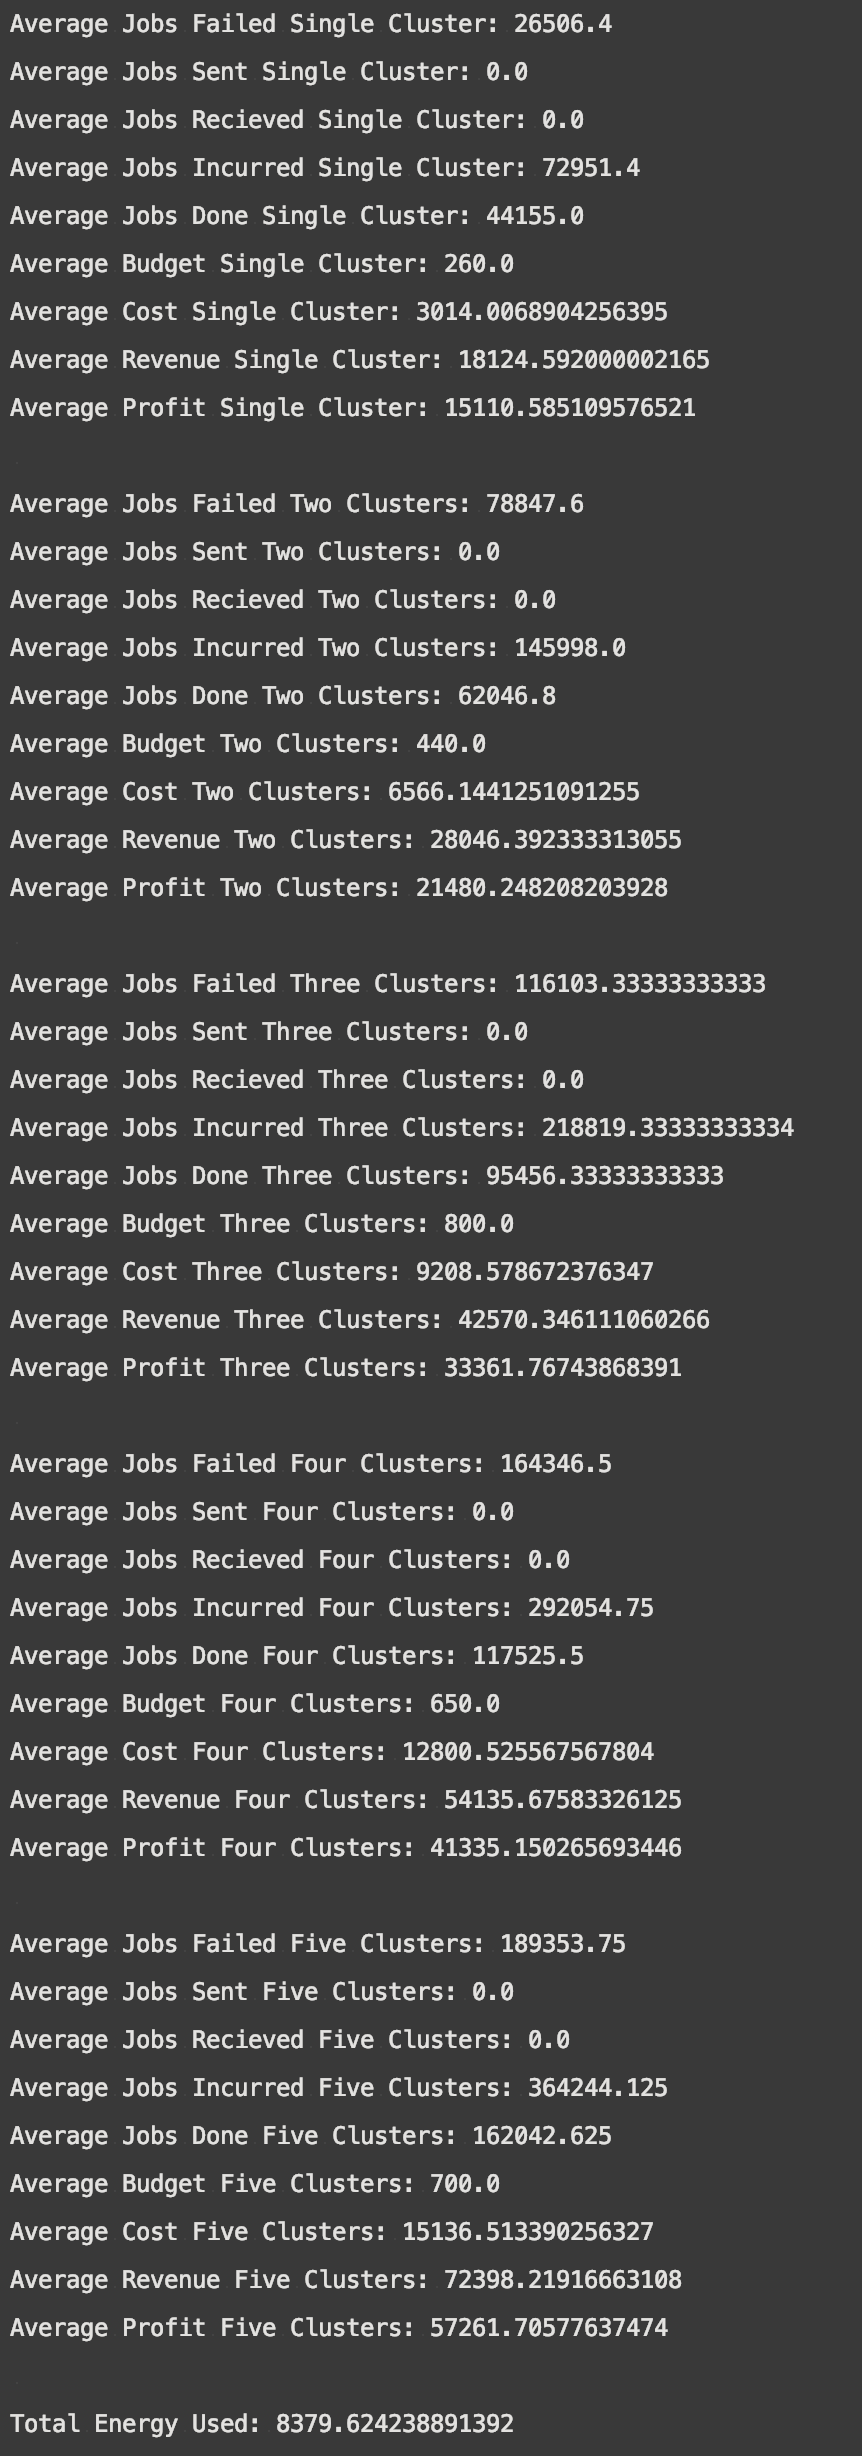 Average Jobs Failed Single Cluster: 26506.4
Average Jobs Sent Single Cluster: 0.0
Average Jobs Recieved Single Cluster: 0.0
Average Jobs Incurred Single Cluster: 72951.4
Average Jobs Done Single Cluster: 44155.0
Average Budget Single Cluster: 260.0
Average Cost Single Cluster: 3014.0068904256395
Average Revenue Single Cluster: 18124.592000002165
Average Profit Single Cluster: 15110.585109576521
Average Jobs Failed Two Clusters: 78847.6
Average Jobs Sent Two Clusters: 0.0
Average Jobs Recieved Two Clusters: 0.0
Average Jobs Incurred Two Clusters: 145998.0
Average Jobs Done Two Clusters: 62046.8
Average Budget Two Clusters: 440.0
Average Cost Two Clusters: 6566.1441251091255
Average Revenue Two Clusters: 28046.392333313055
Average Profit Two Clusters: 21480.248208203928
Average Jobs Failed Three Clusters: 116103.33333333333
Average Jobs Sent Three Clusters: 0.0
Average Jobs Recieved Three Clusters: 0.0
Average Jobs Incurred Three Clusters: 218819.33333333334
Average Jobs Done Three Clusters: 95456.33333333333
Average Budget Three Clusters: 800.0
Average Cost Three Clusters: 9208.578672376347
Average Revenue Three Clusters: 42570.346111060266
Average Profit Three Clusters: 33361.76743868391
Average Jobs Failed Four Clusters: 164346.5
Average Jobs Sent Four Clusters: 0.0
Average Jobs Recieved Four Clusters: 0.0
Average Jobs Incurred Four Clusters: 292054.75
Average Jobs Done Four Clusters: 117525.5
Average Budget Four Clusters: 650.0
Average Cost Four Clusters: 12800.525567567804
Average Revenue Four Clusters: 54135.67583326125
Average Profit Four Clusters: 41335.150265693446
Average Jobs Failed Five Clusters: 189353.75
Average Jobs Sent Five Clusters: 0.0
Average Jobs Recieved Five Clusters: 0.0
Average Jobs Incurred Five Clusters: 364244.125
Average Jobs Done Five Clusters: 162042.625
Average Budget Five Clusters: 700.0
Average Cost Five Clusters: 15136.513390256327
Average Revenue Five Clusters: 72398.21916663108
Average Profit Five Clusters: 57261.70577637474
Total Energy Used: 8379.624238891392